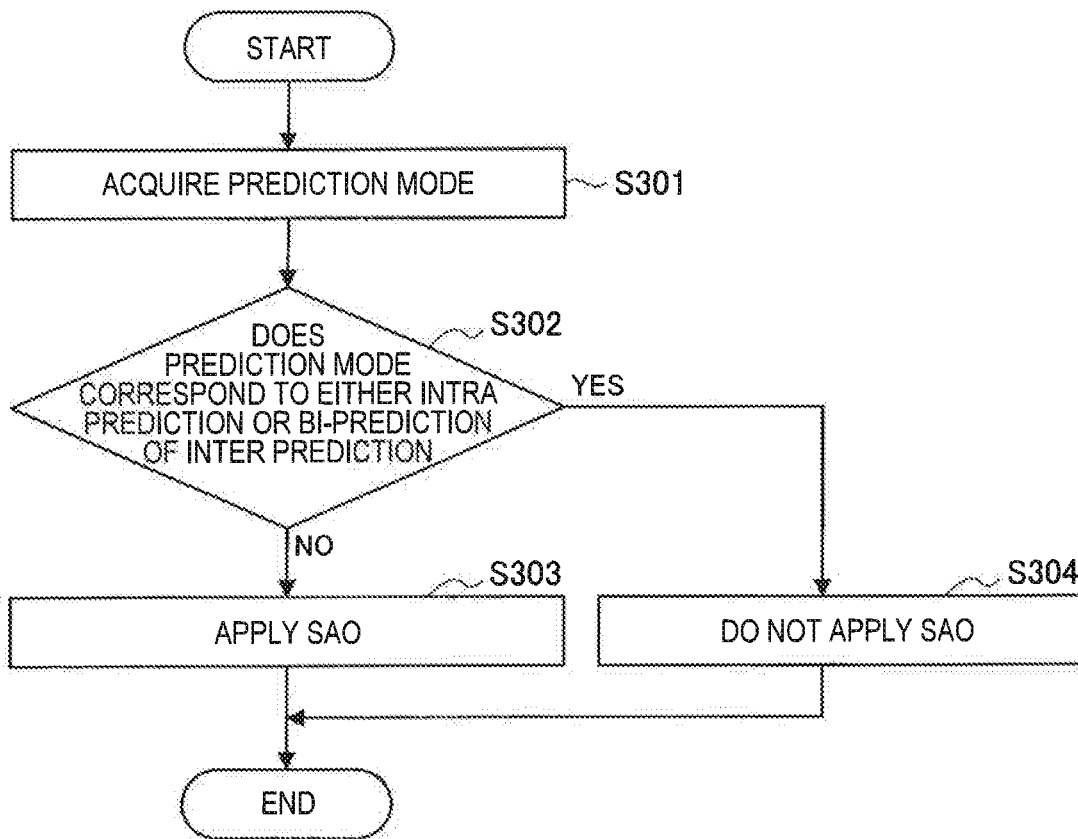 START
ACQUIRE PREDICTION MODE
S301
DOES
PREDICTION MODE
CORRESPOND TO EITHER INTRA
PREDICTION OR BI-PREDICTION
OF INTER PREDICTION
S302
YES
NO
S303
APPLY SAO
S304
DO NOT APPLY SAO
END